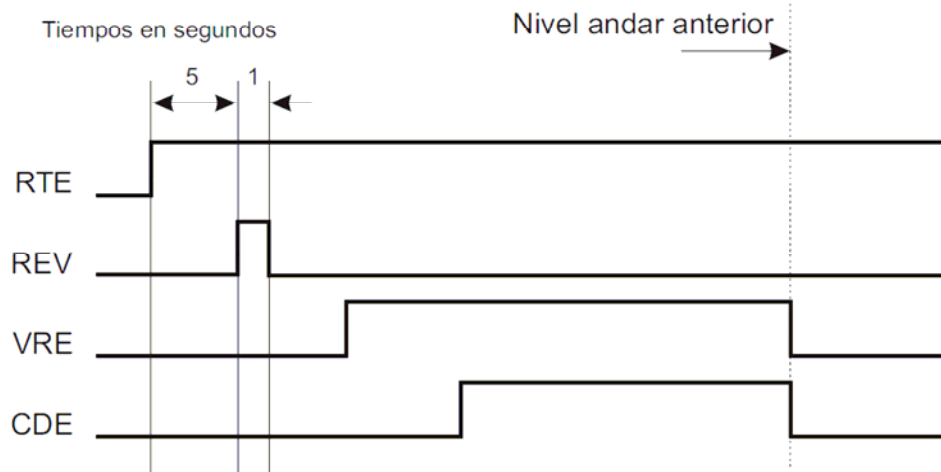 Tiempos en segundos
Nivel andar anterior
5 1
RTE
REV
VRE
CDE